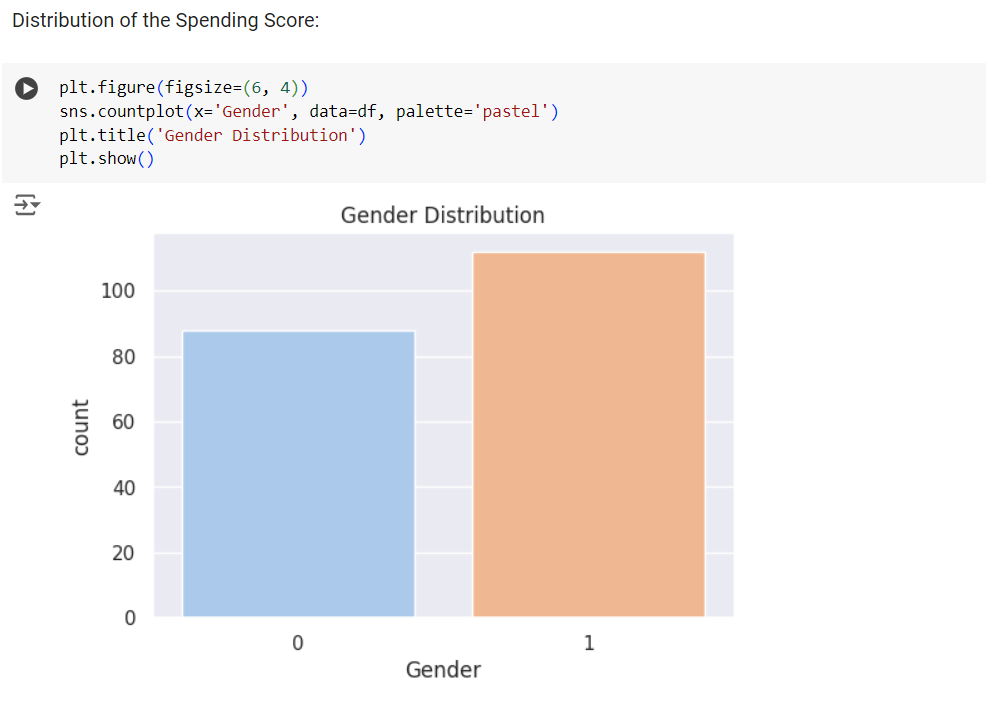 Distribution of the Spending Score:
plt.figure(figsize=(6, 4))
sns.countplot(x='Gender', data=df, palette='pastel')
plt.title('Gender Distribution')
plt.show()
Gender Distribution
100
80
60
40
20
0
count
0 1
Gender